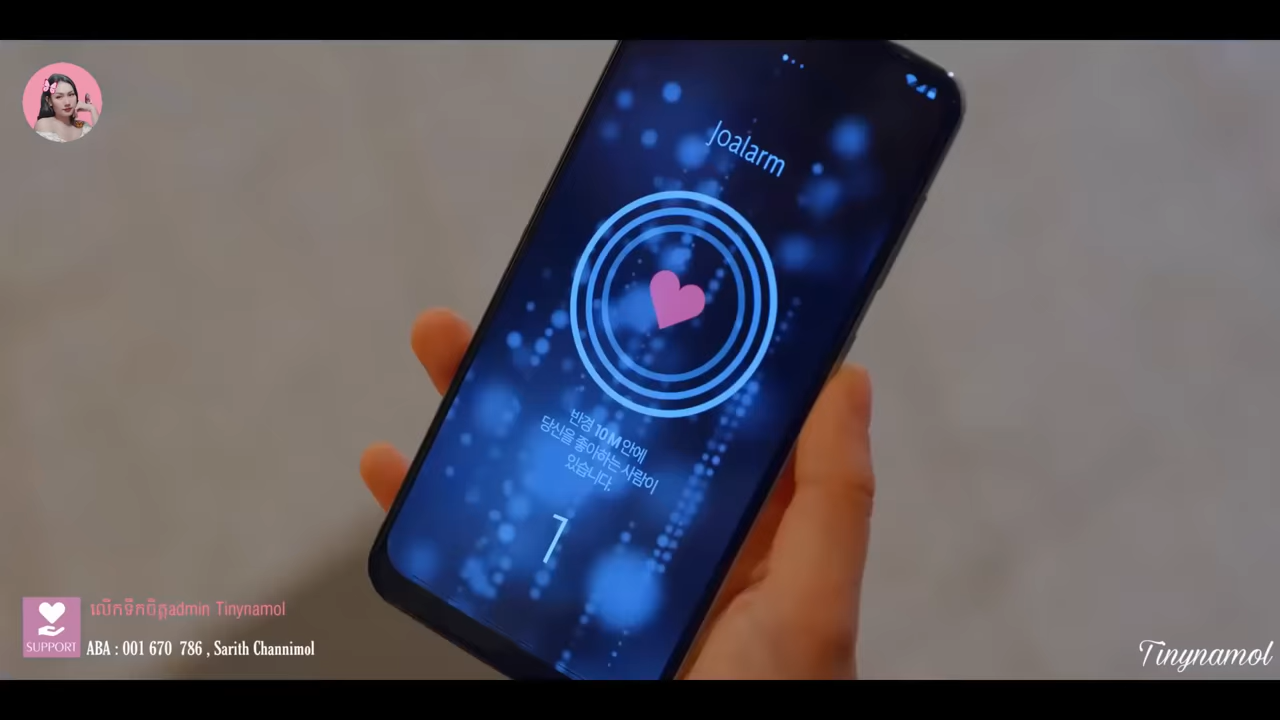 Joalarm
반경 10 M 안에
당신을 좋아하는 사람이
있습니다.
1
លើកទឹកចិត្តadmin Tinynamol
SUPPORT
ABA : 001 670 786 , Sarith Channimol
Tinynamol